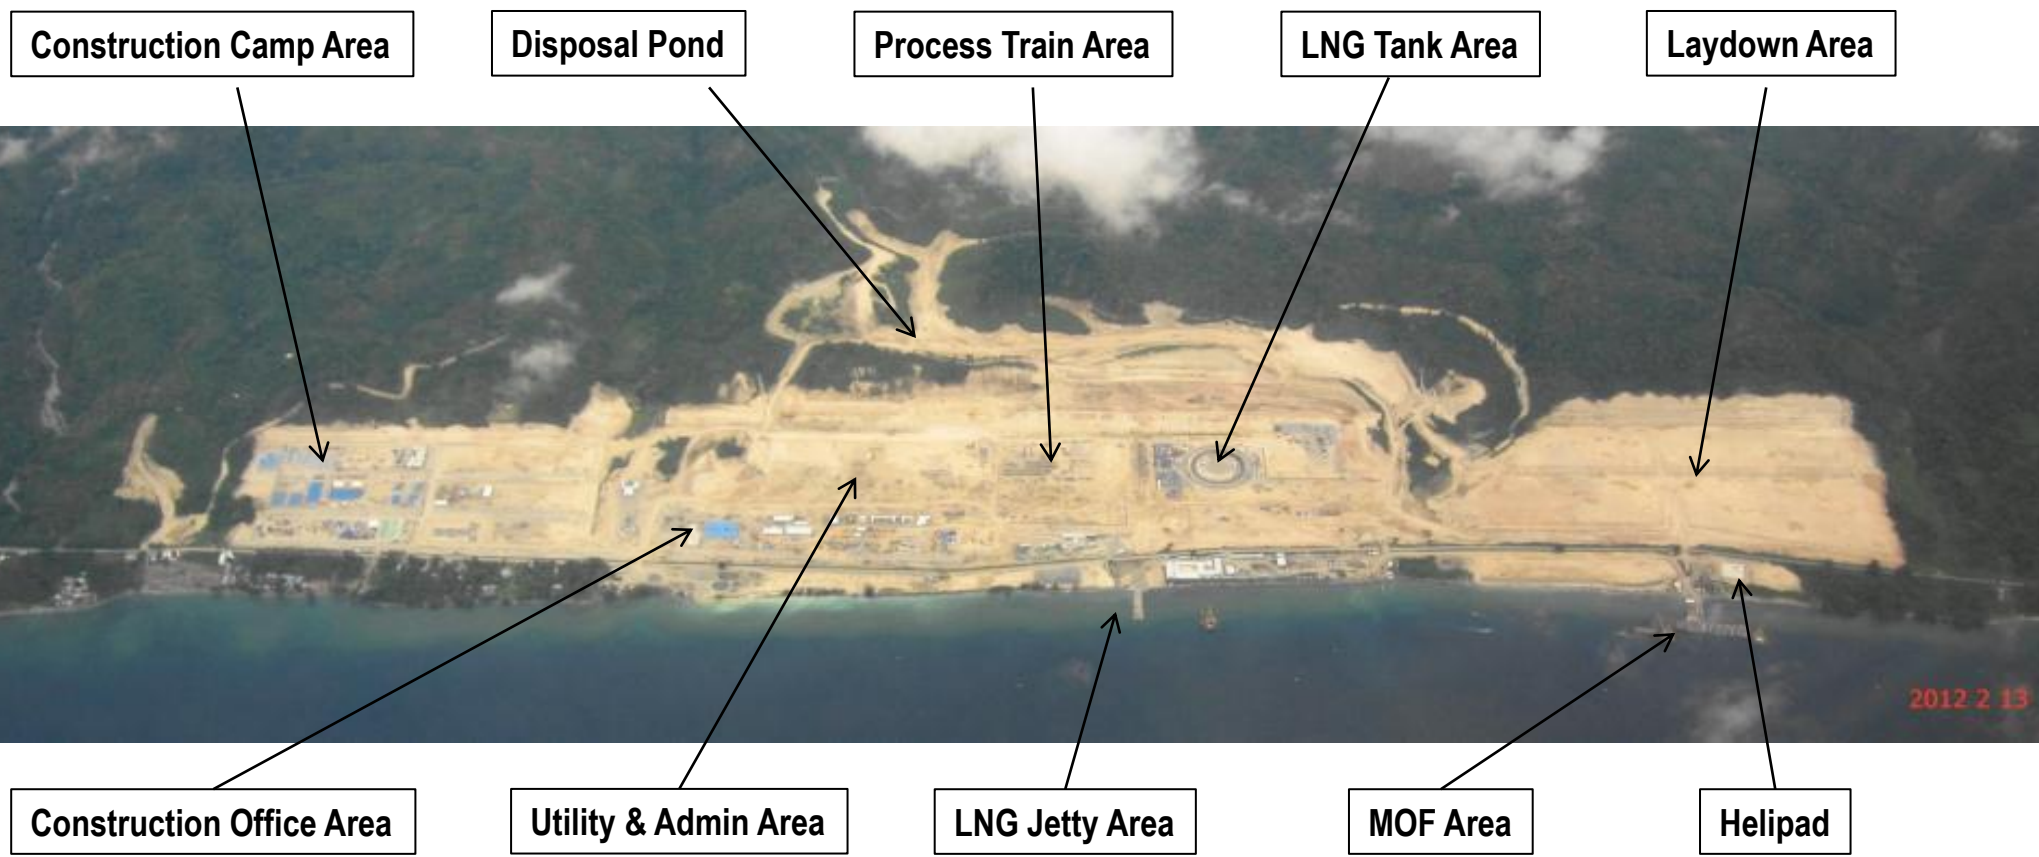 Construction Camp Area
Disposal Pond
Process Train Area
LNG Tank Area
Laydown Area
2012 2 13
Construction Office Area
Utility & Admin Area
LNG Jetty Area
MOF Area
Helipad